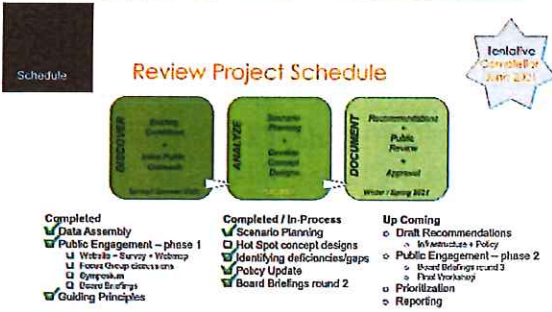 Schedule
Review Project Schedule
Tentative
Completion
June 2021
DISCOVER
Existing
Conditions
+
Initial Public
Outreach
ANALYZE
Scenario
Planning
+
Develop
Concept
Designs
DOCUMENT
Recommendations
+
Public
Review
+
Approval
Winter / Spring 2021
Completed
Data Assembly
Public Engagement – phase 1
Website – Survey + Webmap
Focus Group discussions
Symposium
Board Briefings
Guiding Principles
Completed / In-Process
Scenario Planning
Hot Spot concept designs
Identifying deficiencies/gaps
Policy Update
Board Briefings round 2
Up Coming
Draft Recommendations
Infrastructure + Policy
Public Engagement – phase 2
Board Briefings round 3
Final Workshop
Prioritization
Reporting